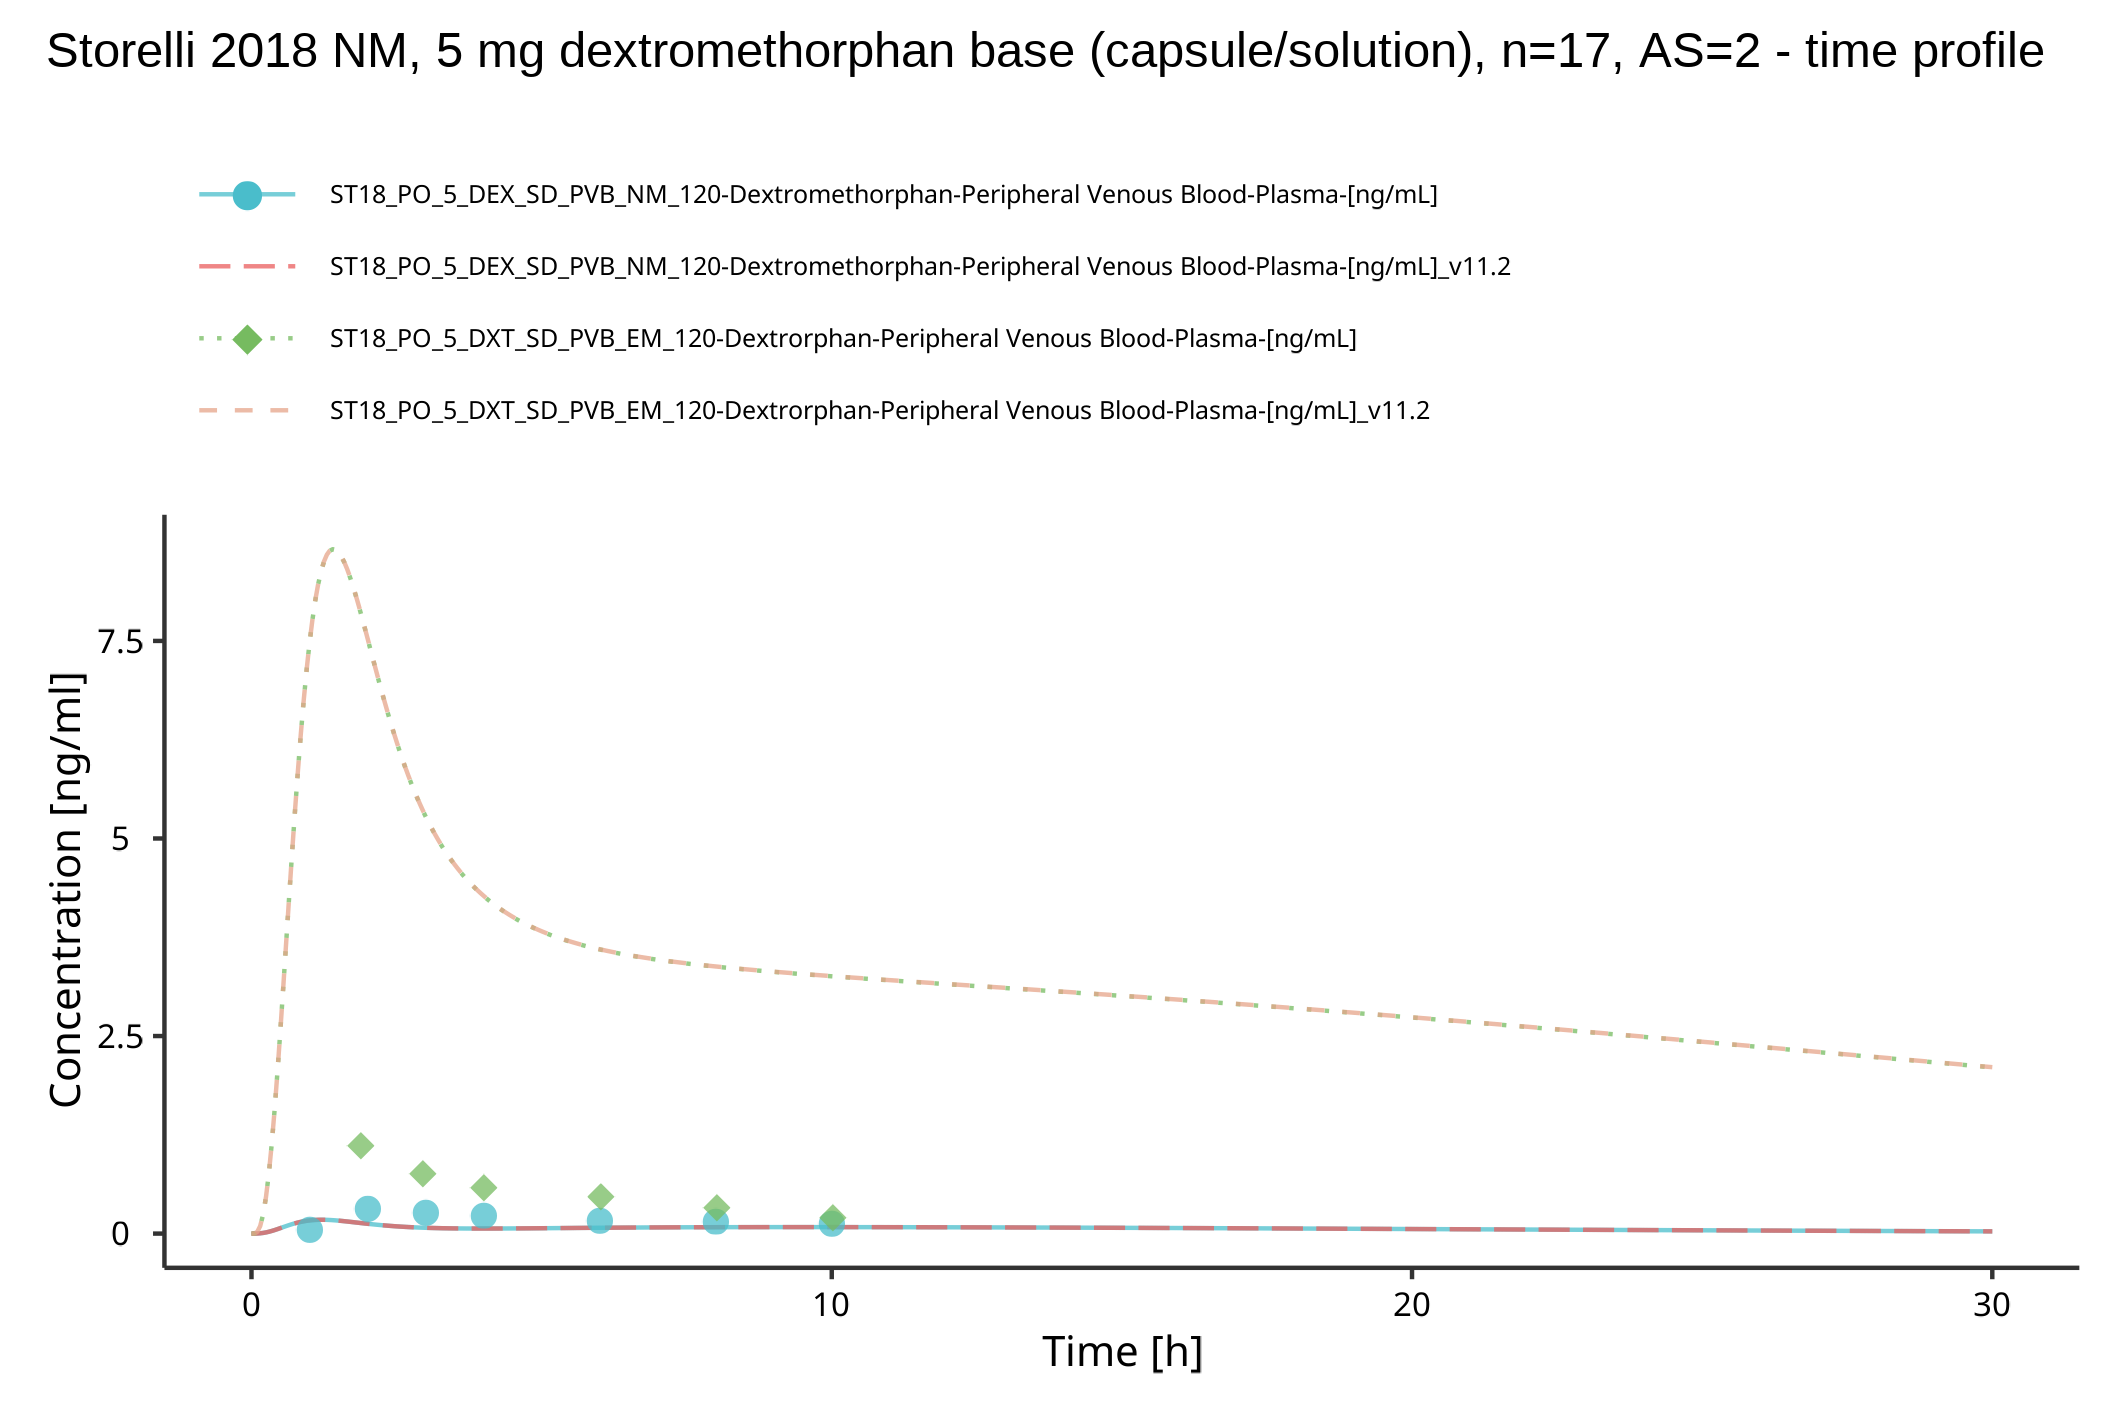 Storelli 2018 NM, 5 mg dextromethorphan base (capsule/solution), n=17, AS=2 - time profile
ST18_PO_5_DEX_SD_PVB_NM_120-Dextromethorphan-Peripheral Venous Blood-Plasma-[ng/mL]
ST18_PO_5_DEX_SD_PVB_NM_120-Dextromethorphan-Peripheral Venous Blood-Plasma-[ng/mL]_v11.2
ST18_PO_5_DXT_SD_PVB_EM_120-Dextrorphan-Peripheral Venous Blood-Plasma-[ng/mL]
ST18_PO_5_DXT_SD_PVB_EM_120-Dextrorphan-Peripheral Venous Blood-Plasma-[ng/mL]_v11.2
Concentration [ng/ml]
7.5
5
2.5
0
0 10 20 30
Time [h]